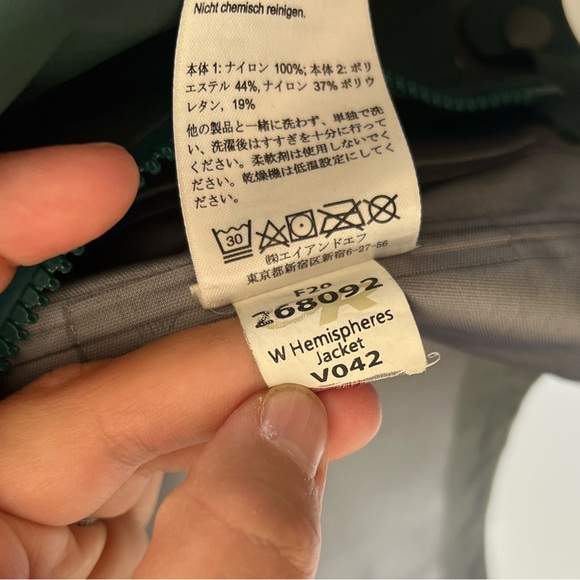 Nicht chemisch reinigen.
本体1: ナイロン 100%; 本体2: ポリ
エステル 44%, ナイロン 37% ポリウ
レタン, 19%
他の製品と一緒に洗わず、単独で洗
い、洗濯後はすすぎを十分に行って
ください。柔軟剤は使用しないでく
ださい。乾燥機は低温設定にしてく
ださい。
30
㈱エイアンドエフ
東京都新宿区新宿6-27-56
F20
268092
W Hemispheres
Jacket
V042